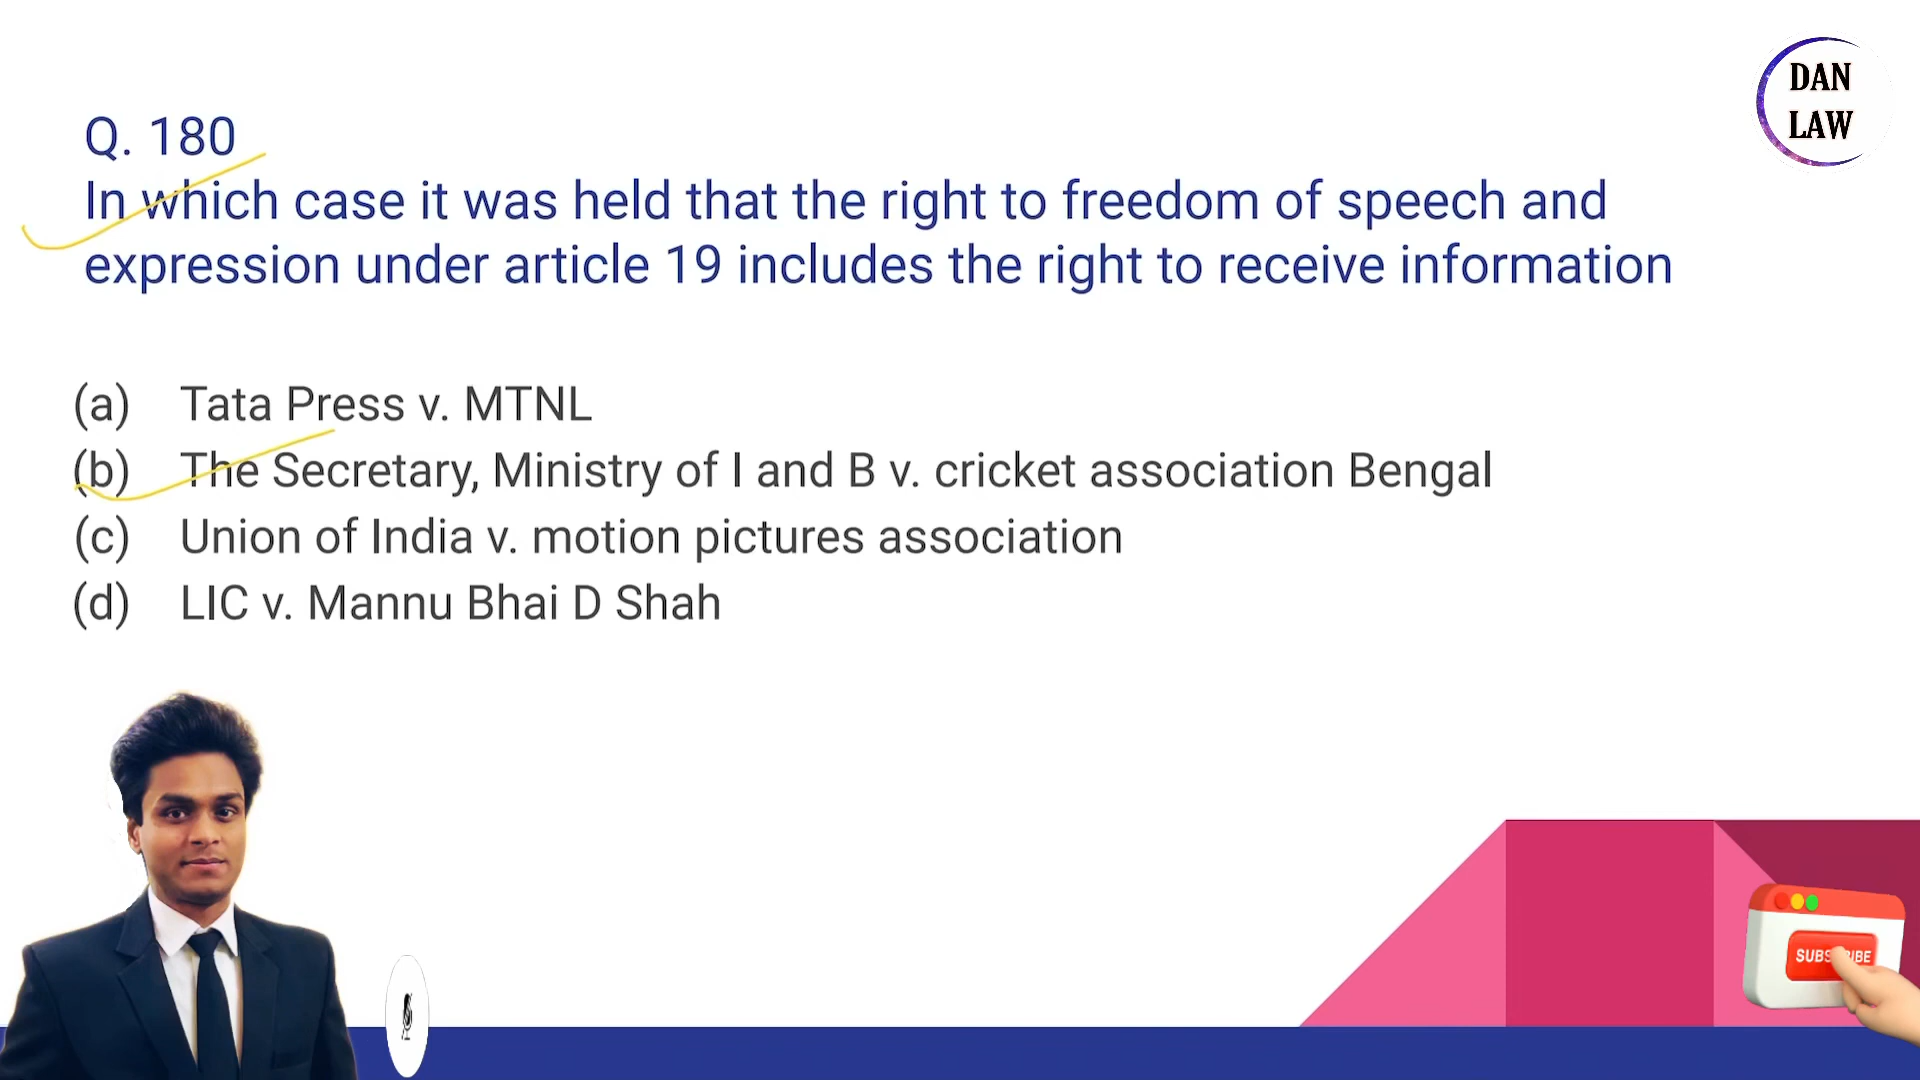 DAN
LAW
Q. 180
In which case it was held that the right to freedom of speech and
expression under article 19 includes the right to receive information
(a) Tata Press v. MTNL
(b) The Secretary, Ministry of I and B v. cricket association Bengal
(c) Union of India v. motion pictures association
(d) LIC v. Mannu Bhai D Shah
SUBSCRIBE